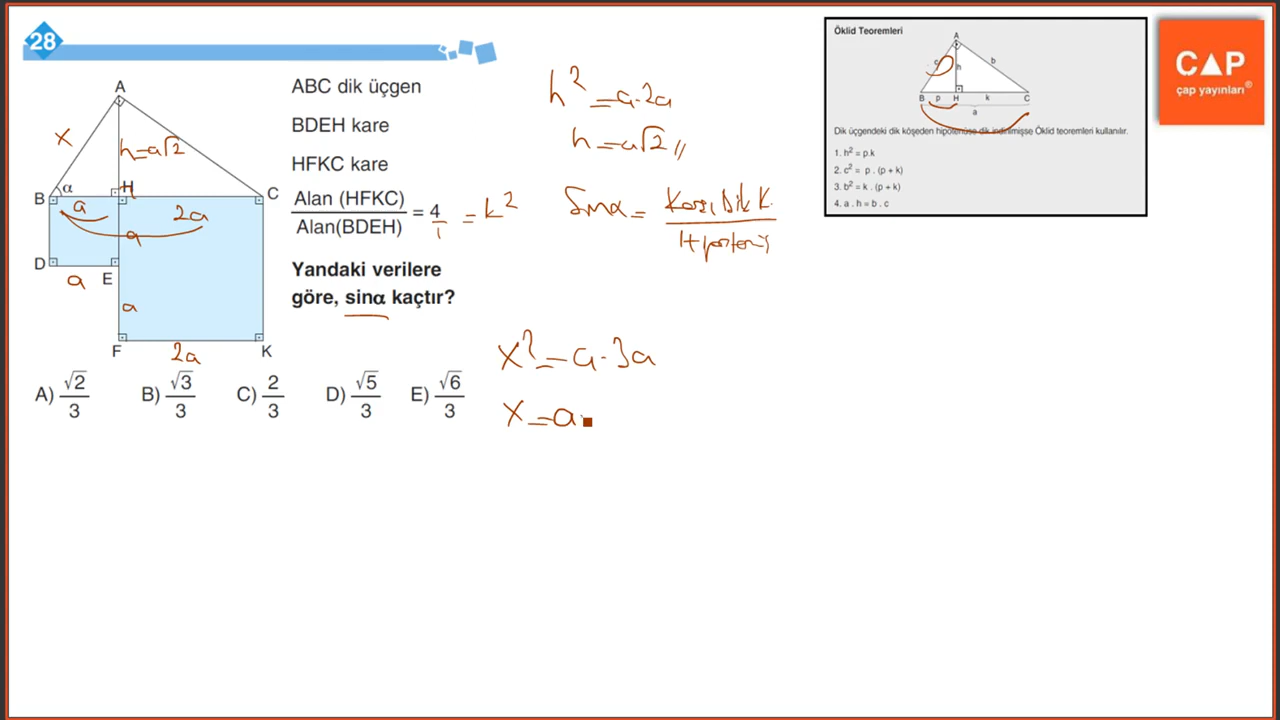 28
ABC dik üçgen
BDEH kare
HFKC kare
Alan (HFKC)
Alan(BDEH)
= 4/1 = k²
Yandaki verilere
göre, sinα kaçtır?
A
x
h=a√2
B
α
H
C
a
2a
a
D
a
E
a
F
2a
K
A) √2/3
B) √3/3
C) 2/3
D) √5/3
E) √6/3
h² = a·2a
h = a√2 //
Sinα = Karşı Dik K. / Hipotenüs
x² = a·3a
x = a
Öklid Teoremleri
A
c
h
b
B
p
H
k
C
a
Dik üçgendeki dik köşeden hipotenüse dik indirilmişse Öklid teoremleri kullanılır.
1. h² = p.k
2. c² = p . (p + k)
3. b² = k . (p + k)
4. a . h = b . c
ÇAP
çap yayınları®